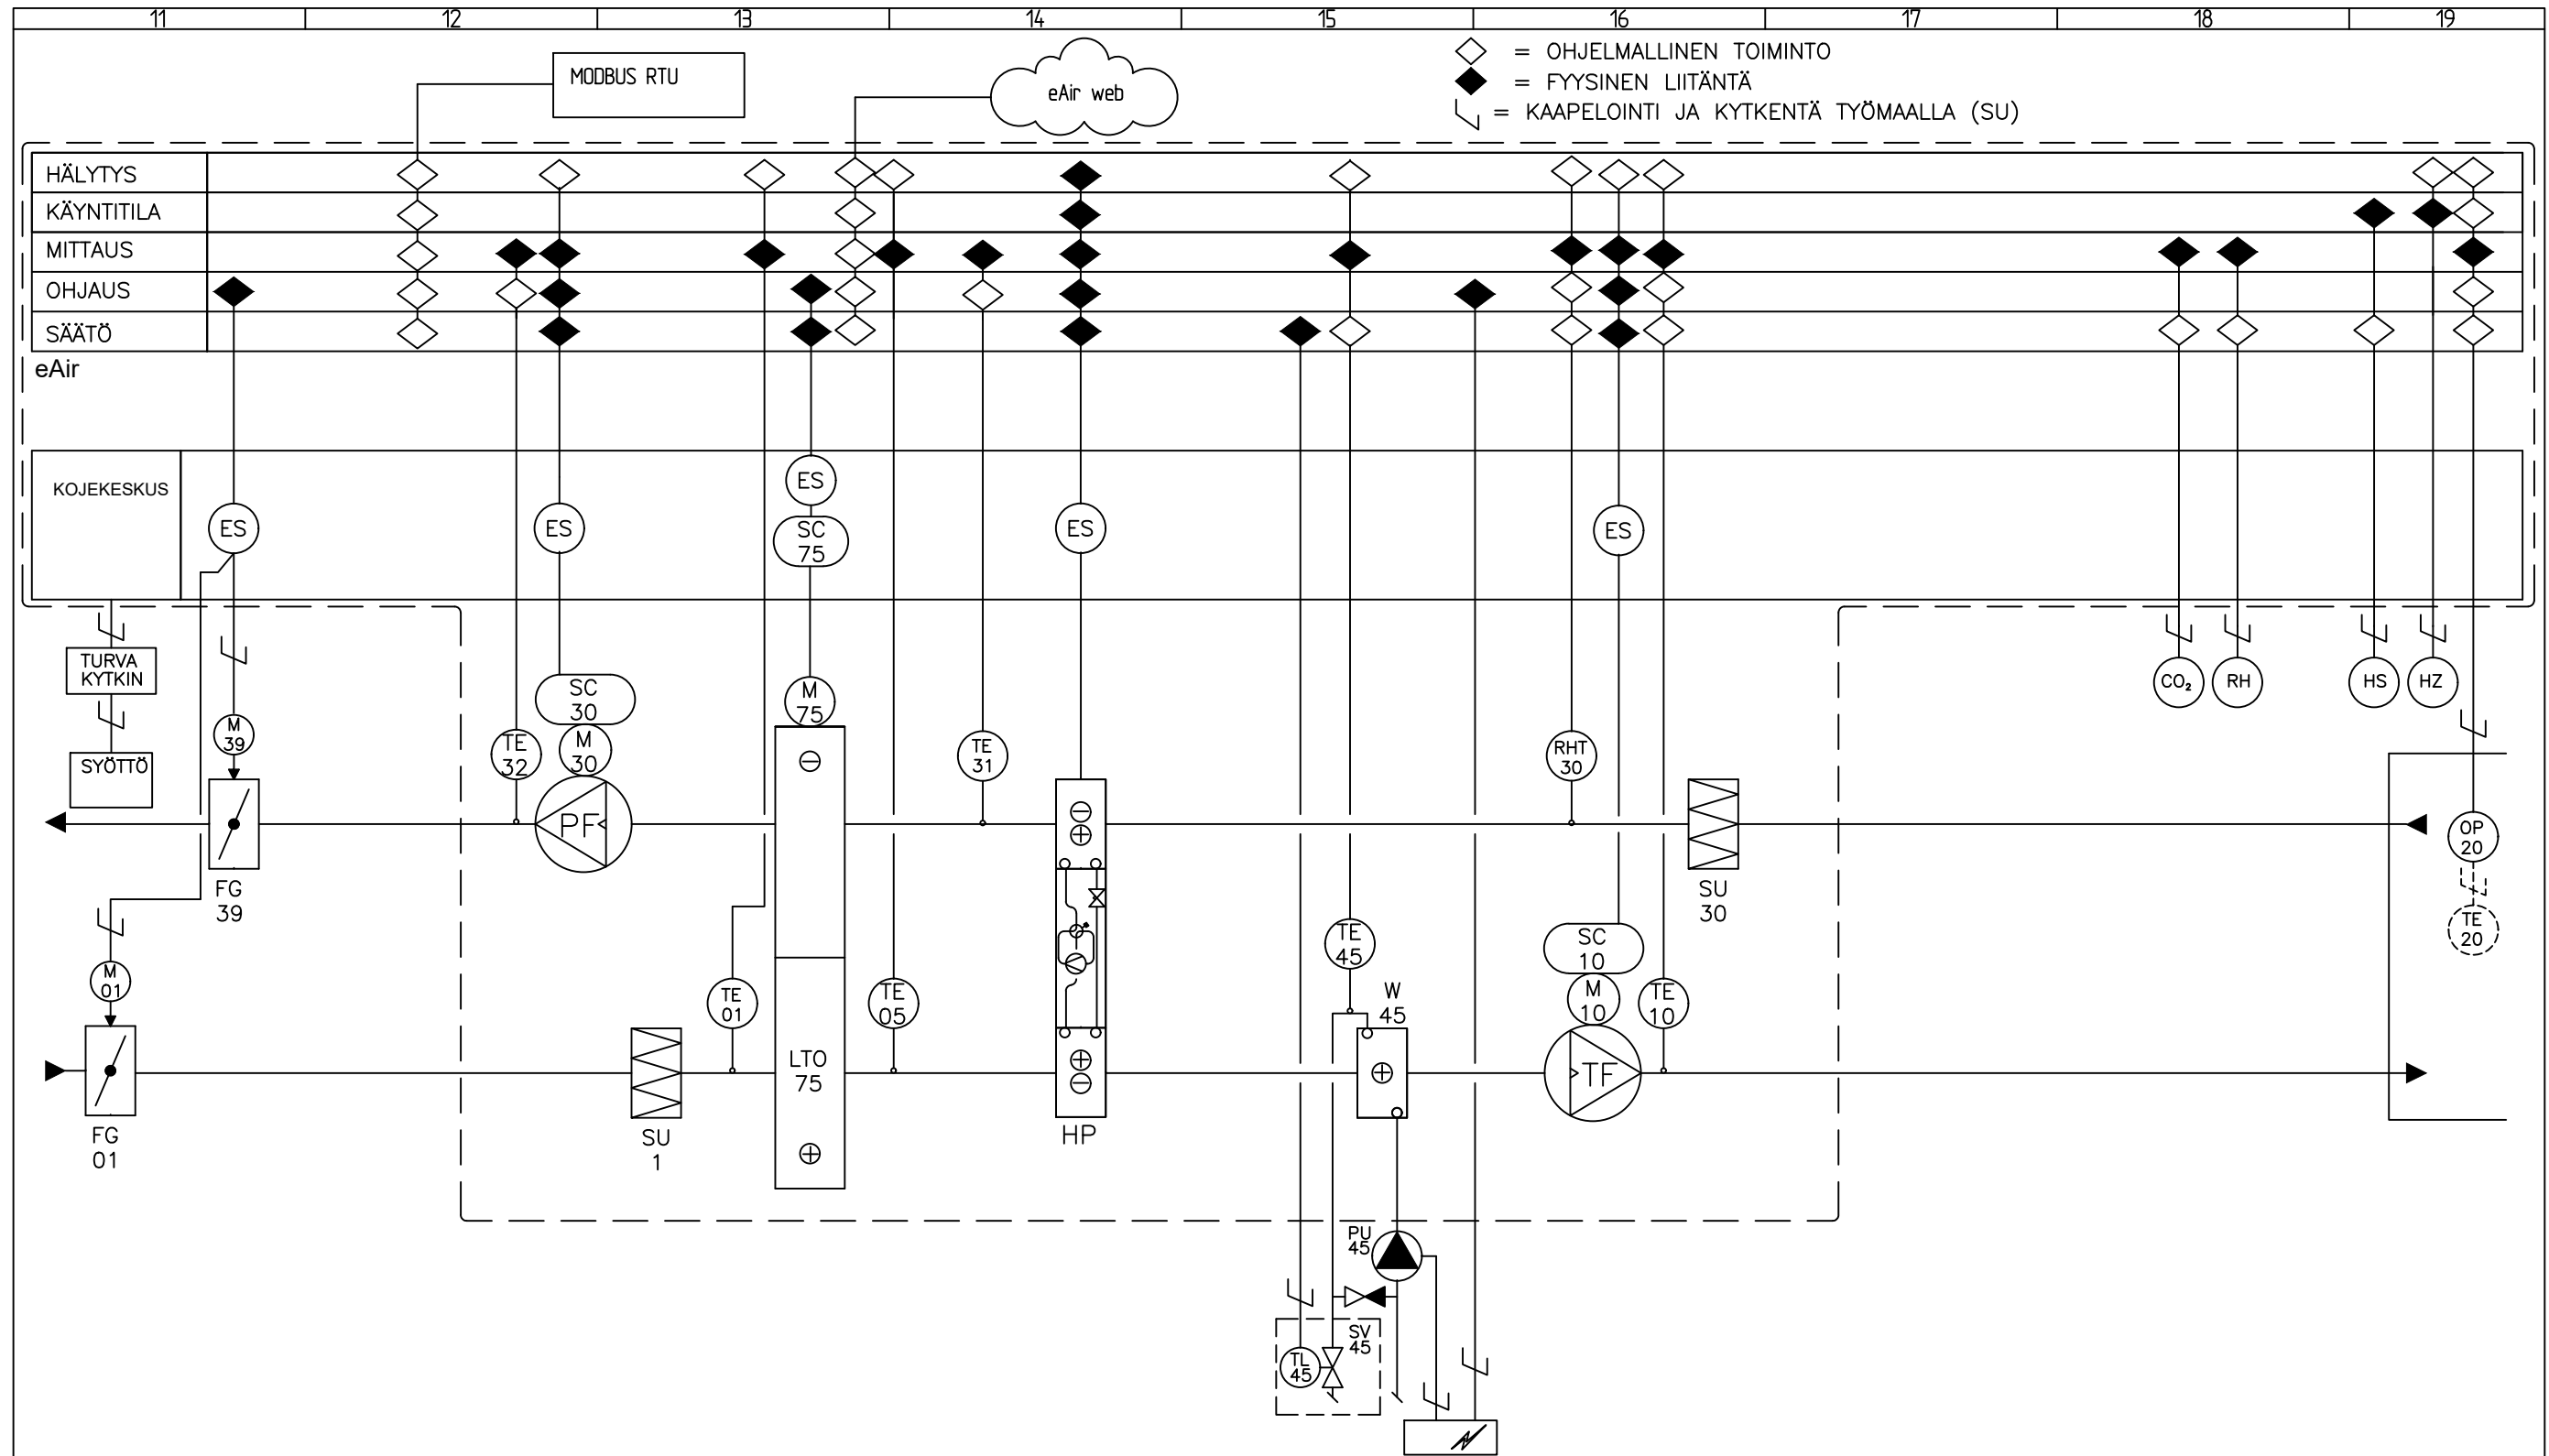 11 12 13 14 15 16 17 18 19
= OHJELMALLINEN TOIMINTO
= FYYSINEN LIITÄNTÄ
= KAAPELOINTI JA KYTKENTÄ TYÖMAALLA (SU)
MODBUS RTU
eAir web
HÄLYTYS
KÄYNTITILA
MITTAUS
OHJAUS
SÄÄTÖ
eAir
KOJEKESKUS
ES
ES
ES
SC
75
ES
ES
TURVA
KYTKIN
SYÖTTÖ
M
39
TE
32
SC
30
M
30
M
75
TE
31
RHT
30
CO₂
RH
HS
HZ
PF
FG
39
SU
30
OP
20
TE
20
M
01
TE
01
TE
05
TE
45
W
45
SC
10
M
10
TE
10
LTO
75
TF
FG
01
SU
1
HP
PU
45
SV
45
TL
45